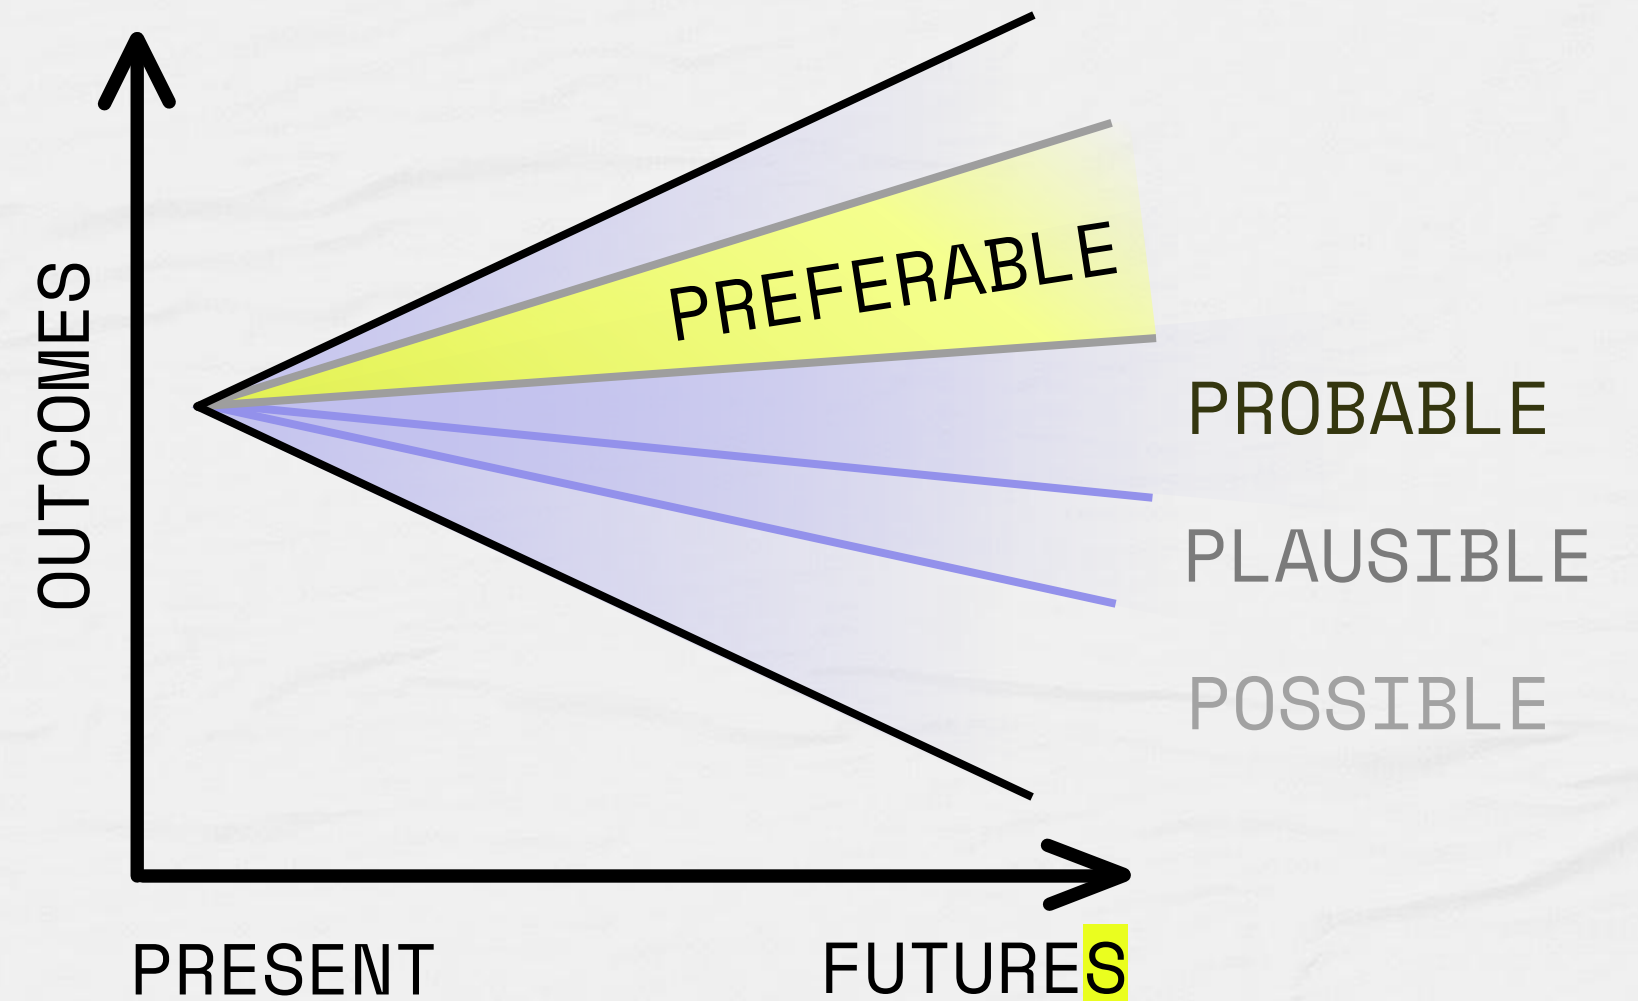 OUTCOMES
PREFERABLE
PROBABLE
PLAUSIBLE
POSSIBLE
PRESENT
FUTURES